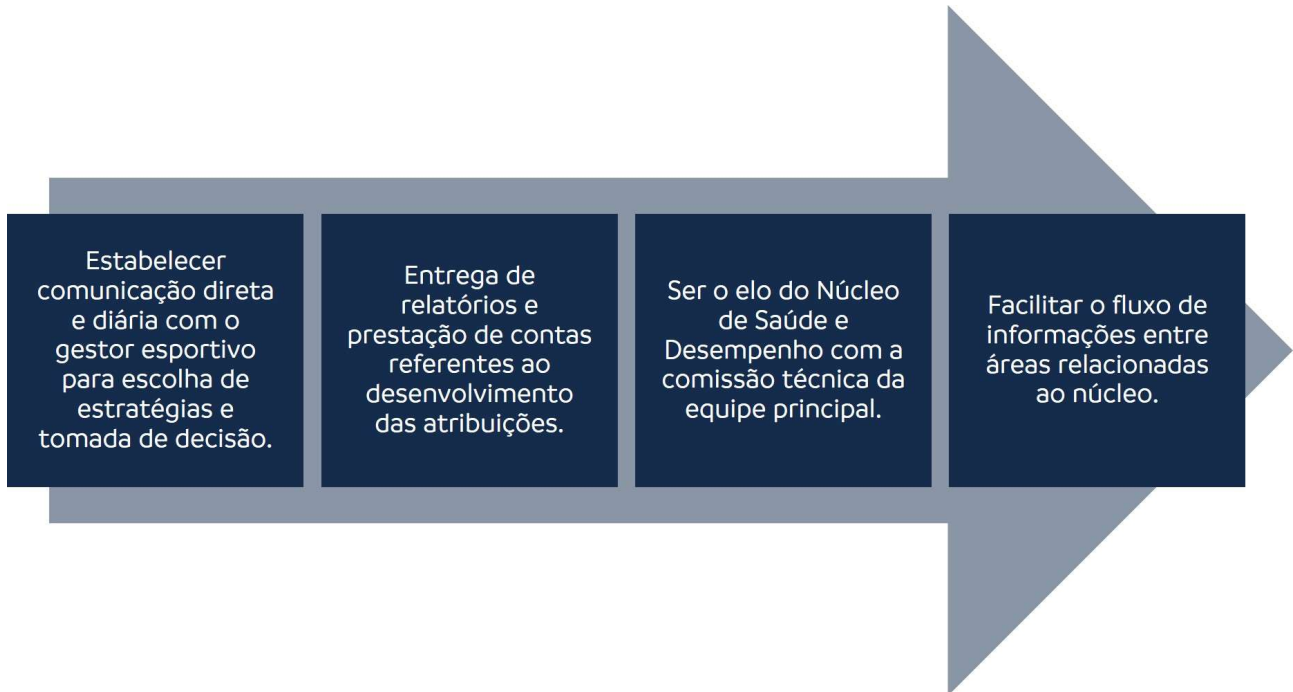 Estabelecer
comunicação direta
e diária com o
gestor esportivo
para escolha de
estratégias e
tomada de decisão.
Entrega de
relatórios e
prestação de contas
referentes ao
desenvolvimento
das atribuições.
Ser o elo do Núcleo
de Saúde e
Desempenho com a
comissão técnica da
equipe principal.
Facilitar o fluxo de
informações entre
áreas relacionadas
ao núcleo.